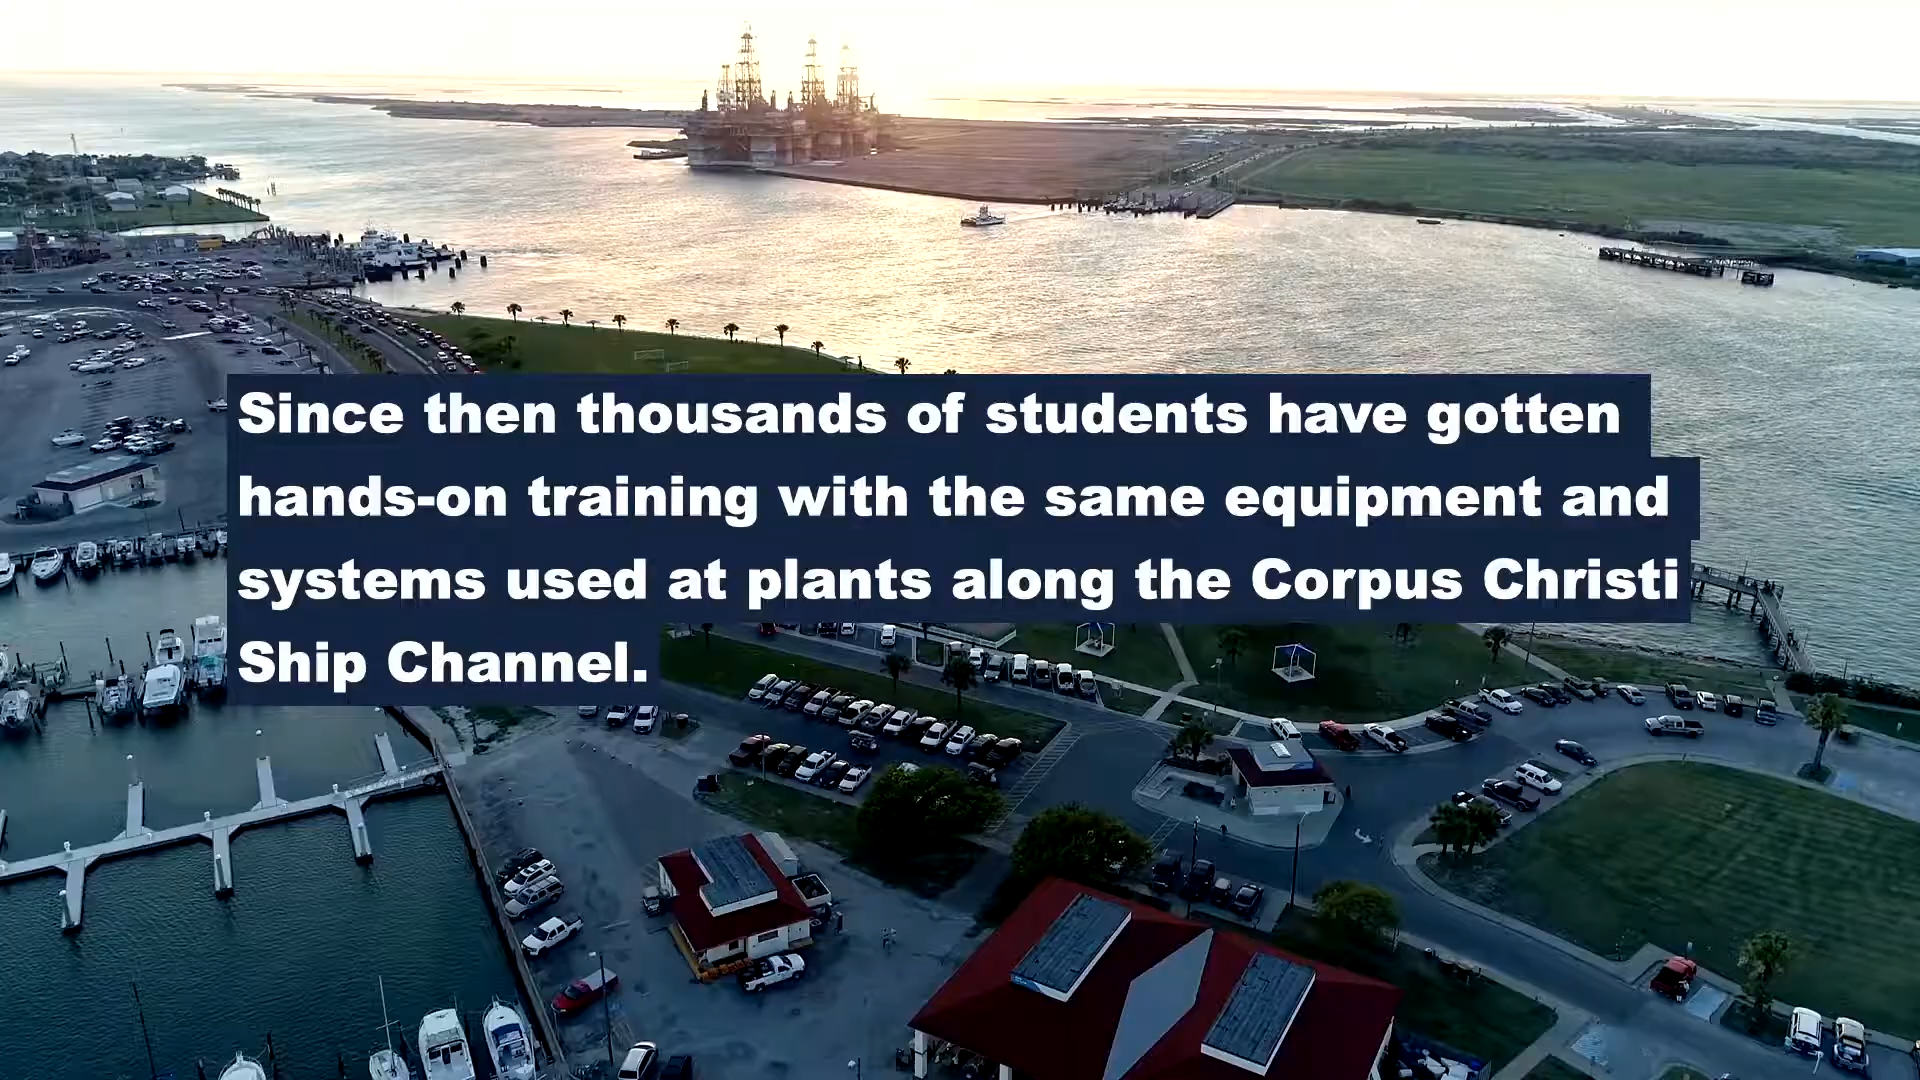 Since then thousands of students have gotten
hands-on training with the same equipment and
systems used at plants along the Corpus Christi
Ship Channel.